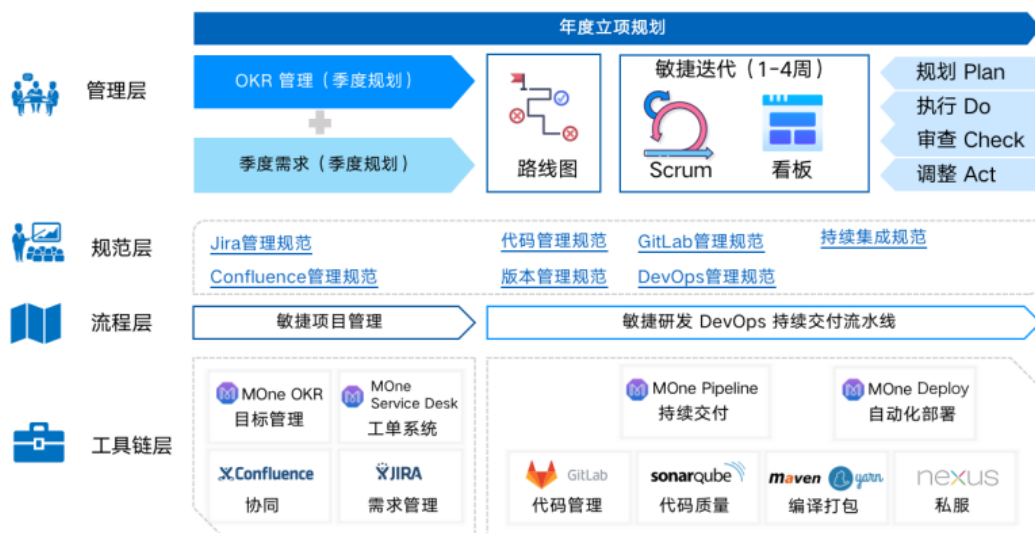 年度立项规划
管理层
OKR 管理（季度规划）
季度需求（季度规划）
路线图
敏捷迭代（1-4周）
Scrum
看板
规划 Plan
执行 Do
审查 Check
调整 Act
规范层
Jira管理规范
代码管理规范
GitLab管理规范
持续集成规范
Confluence管理规范
版本管理规范
DevOps管理规范
流程层
敏捷项目管理
敏捷研发 DevOps 持续交付流水线
工具链层
MOne OKR
目标管理
MOne
Service Desk
工单系统
MOne Pipeline
持续交付
MOne Deploy
自动化部署
Confluence
协同
JIRA
需求管理
GitLab
代码管理
sonarqube
代码质量
maven
yarn
编译打包
nexus
私服